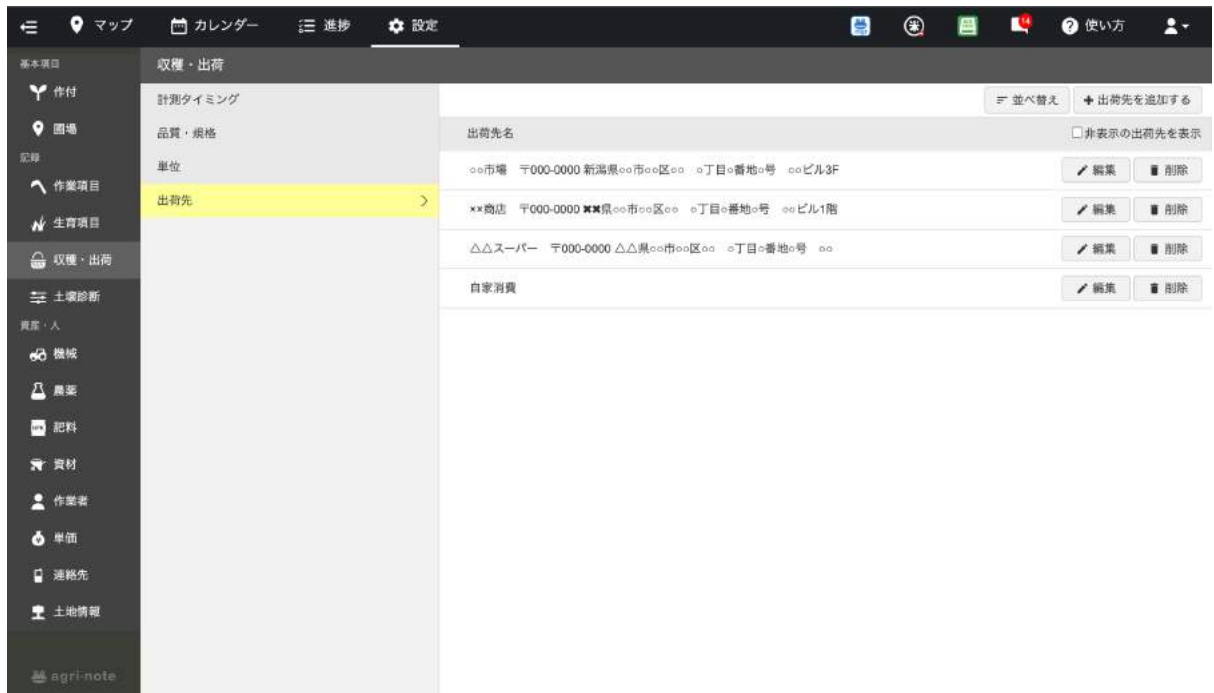 マップ カレンダー 進捗 設定 14 使い方
基本項目
作付
圃場
記録
作業項目
生育項目
収穫・出荷
土壌診断
資産・人
機械
農薬
肥料
資材
作業者
単価
連絡先
土地情報
agri-note
収穫・出荷
計測タイミング
品質・規格
単位
出荷先
並べ替え 出荷先を追加する
出荷先名 非表示の出荷先を表示
○○市場 〒000-0000 新潟県○○市○○区○○ ○丁目○番地○号 ○○ビル3F 編集 削除
××商店 〒000-0000 ✖✖県○○市○○区○○ ○丁目○番地○号 ○○ビル1階 編集 削除
△△スーパー 〒000-0000 △△県○○市○○区○○ ○丁目○番地○号 ○○ 編集 削除
自家消費 編集 削除